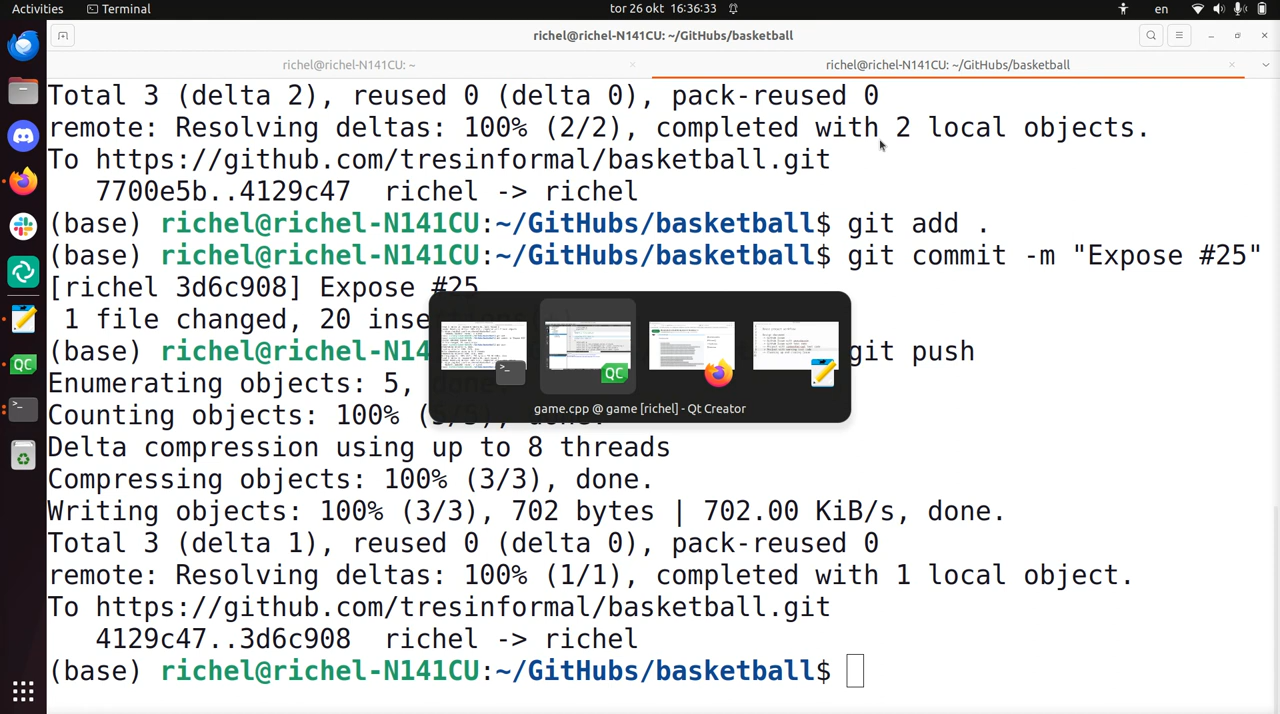 Activities
Terminal
tor 26 okt 16:36:33
en
richel@richel-N141CU: ~/GitHubs/basketball
richel@richel-N141CU: ~
richel@richel-N141CU: ~/GitHubs/basketball
Total 3 (delta 2), reused 0 (delta 0), pack-reused 0
remote: Resolving deltas: 100% (2/2), completed with 2 local objects.
To https://github.com/tresinformal/basketball.git
7700e5b..4129c47 richel -> richel
(base) richel@richel-N141CU:~/GitHubs/basketball$ git add .
(base) richel@richel-N141CU:~/GitHubs/basketball$ git commit -m "Expose #25"
[richel 3d6c908] Expose #25
1 file changed, 20 insertions
(base) richel@richel-N14 git push
Enumerating objects: 5, done.
Counting objects: 100% (5/5), done.
QC
game.cpp @ game [richel] - Qt Creator
Delta compression using up to 8 threads
Compressing objects: 100% (3/3), done.
Writing objects: 100% (3/3), 702 bytes | 702.00 KiB/s, done.
Total 3 (delta 1), reused 0 (delta 0), pack-reused 0
remote: Resolving deltas: 100% (1/1), completed with 1 local object.
To https://github.com/tresinformal/basketball.git
4129c47..3d6c908 richel -> richel
(base) richel@richel-N141CU:~/GitHubs/basketball$
QC